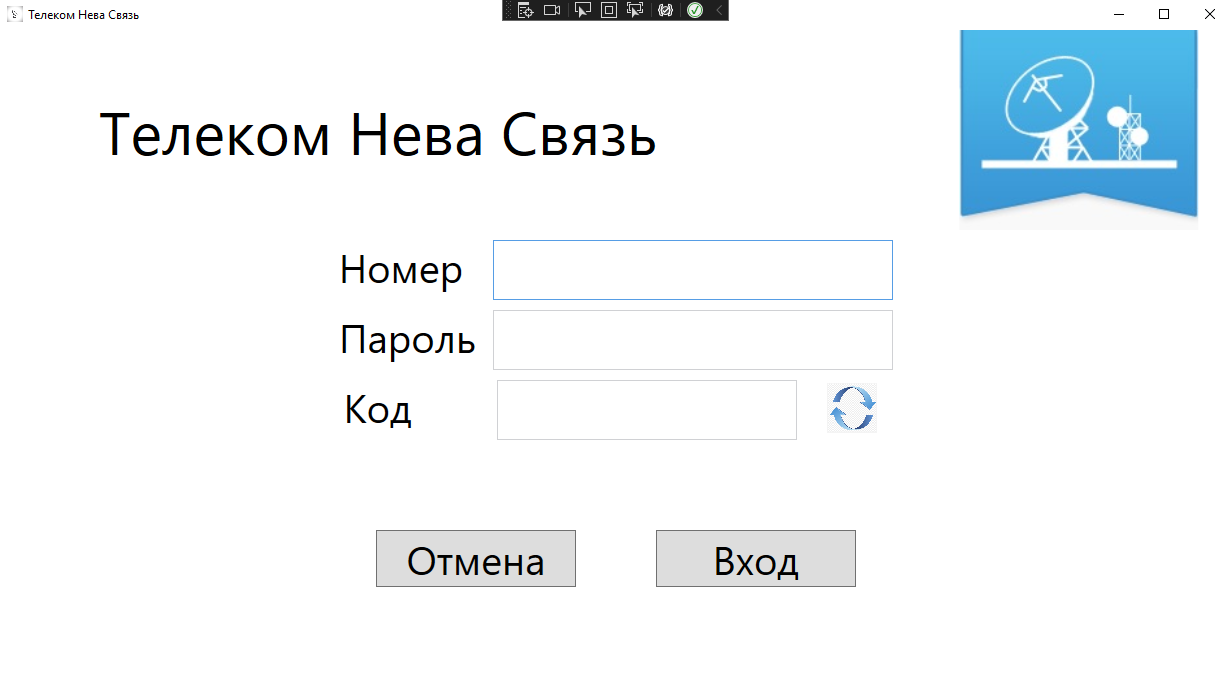 Телеком Нева Связь
Телеком Нева Связь
Номер
Пароль
Код
Отмена
Вход